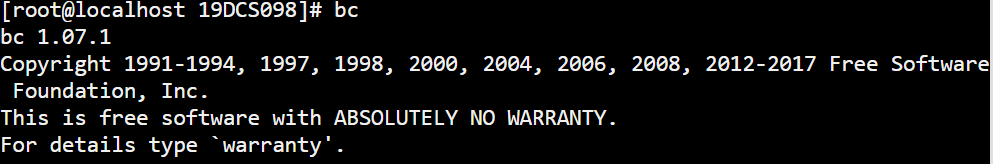 [root@localhost 19DCS098]# bc
bc 1.07.1
Copyright 1991-1994, 1997, 1998, 2000, 2004, 2006, 2008, 2012-2017 Free Software
 Foundation, Inc.
This is free software with ABSOLUTELY NO WARRANTY.
For details type `warranty'.